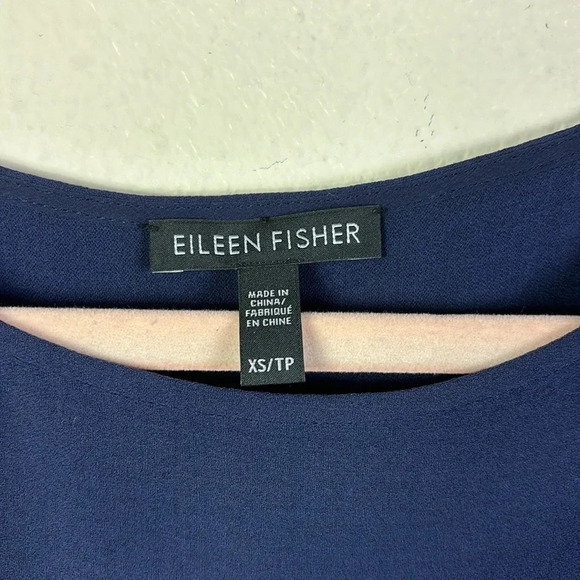 EILEEN FISHER
MADE IN
CHINA/
FABRIQUÉ
EN CHINE
XS/TP